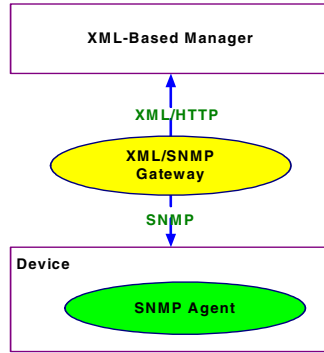 XML-Based Manager
XML/HTTP
XML/SNMP
Gateway
SNMP
Device
SNMP Agent